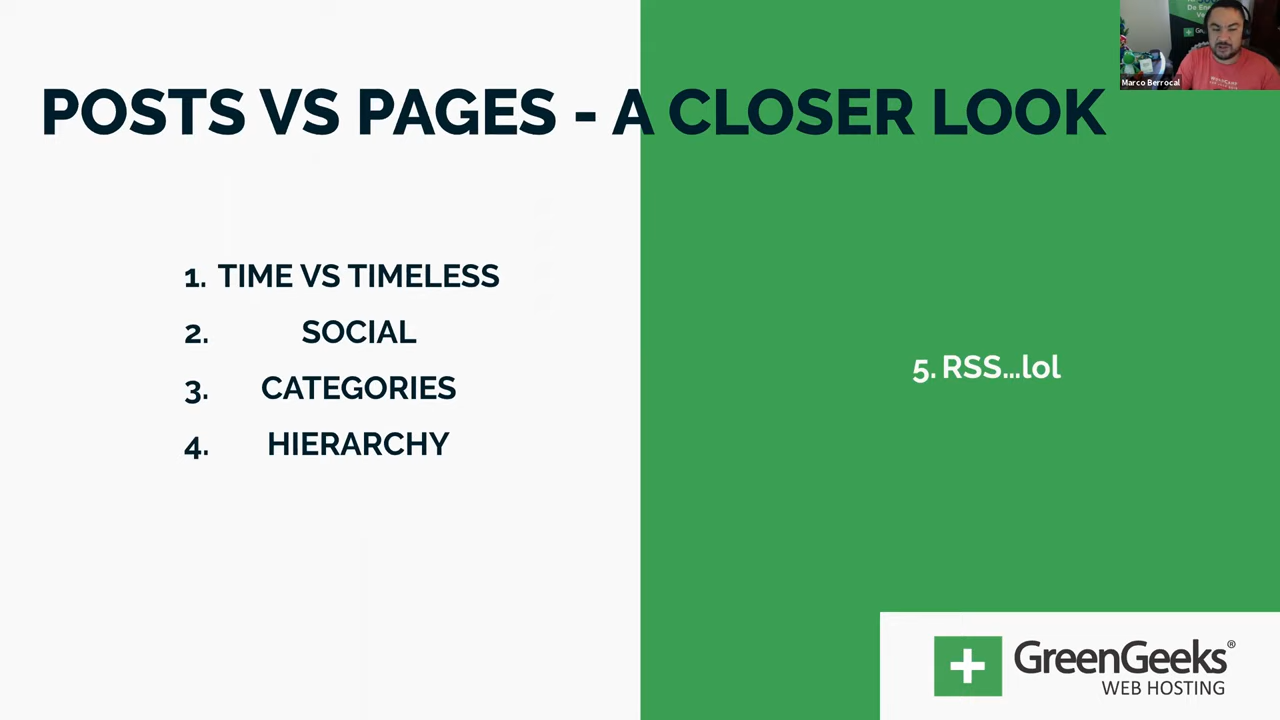 POSTS VS PAGES - A CLOSER LOOK
1. TIME VS TIMELESS
2. SOCIAL
3. CATEGORIES
4. HIERARCHY
5. RSS...lol
Marco Berrocal
GreenGeeks®
WEB HOSTING